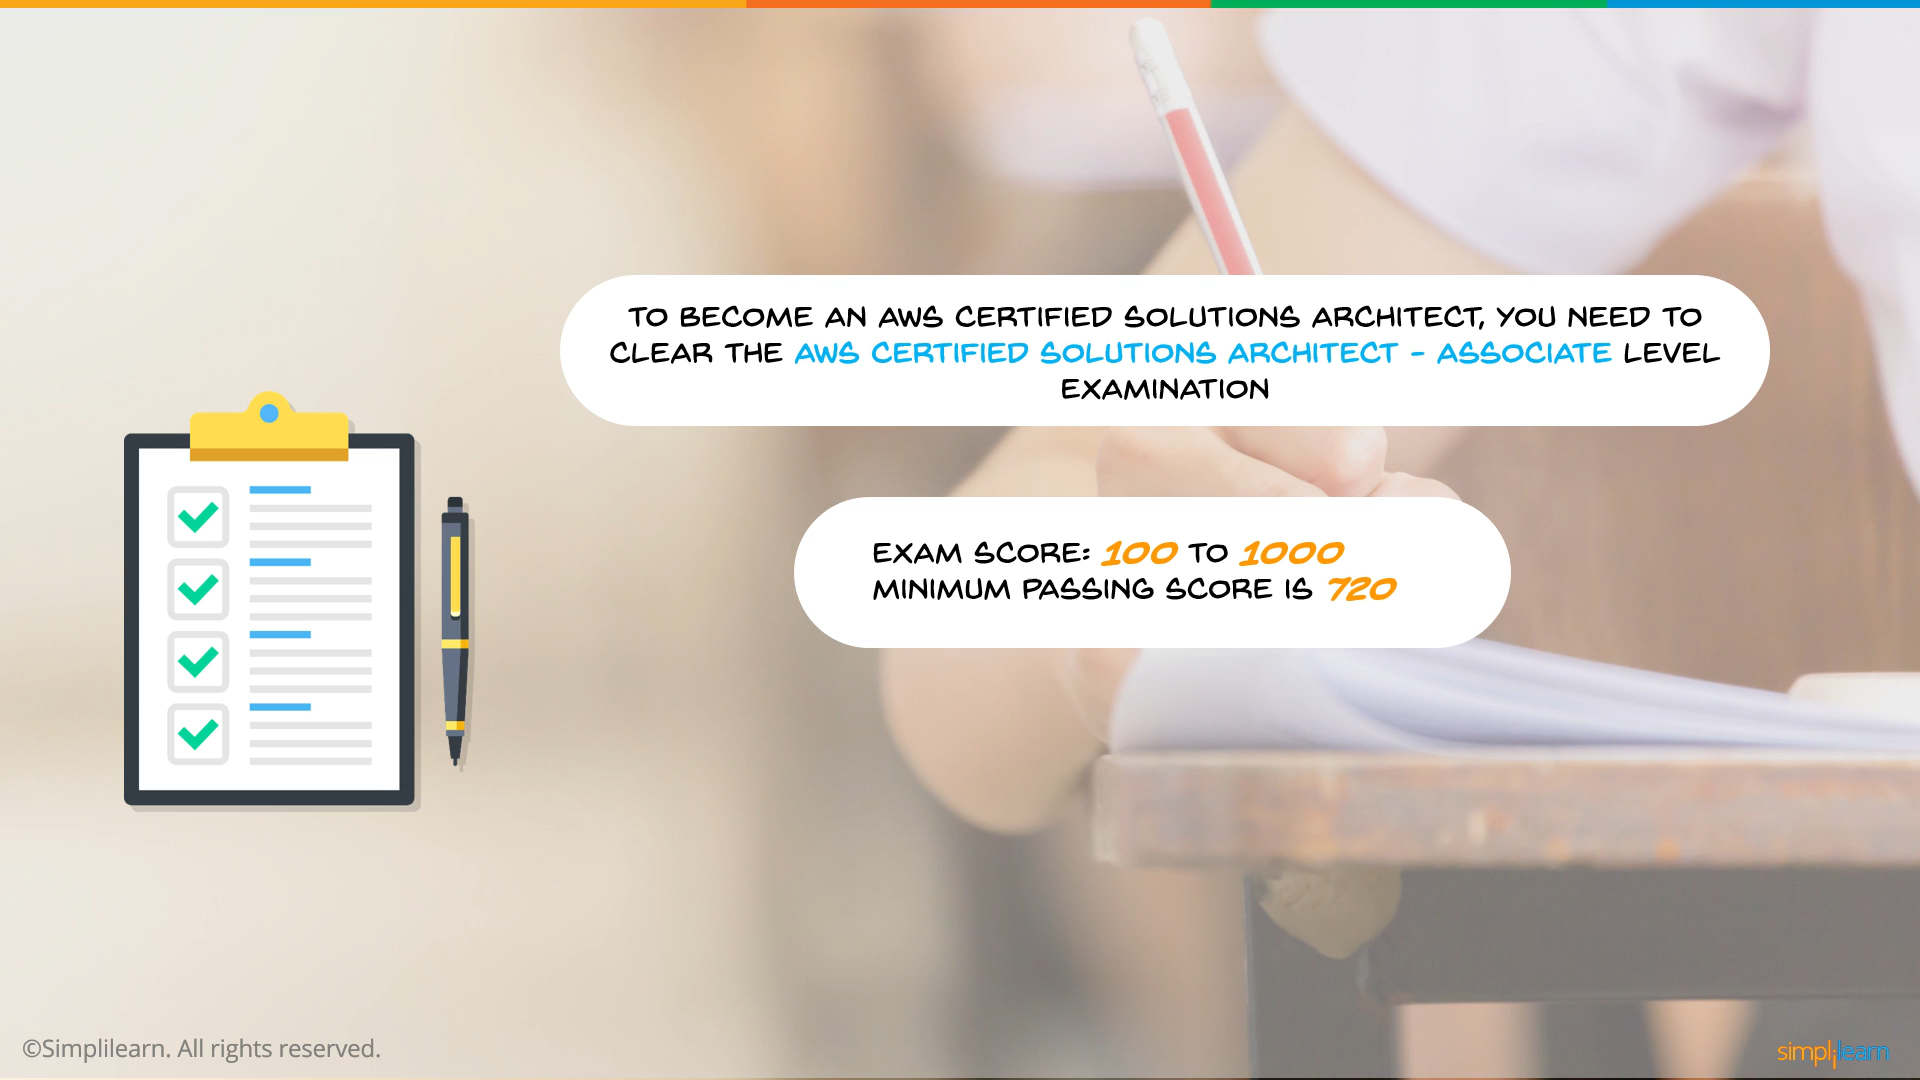 TO BECOME AN AWS CERTIFIED SOLUTIONS ARCHITECT, YOU NEED TO
CLEAR THE AWS CERTIFIED SOLUTIONS ARCHITECT - ASSOCIATE LEVEL
EXAMINATION
EXAM SCORE: 100 TO 1000
MINIMUM PASSING SCORE IS 720
©Simplilearn. All rights reserved.
simplilearn